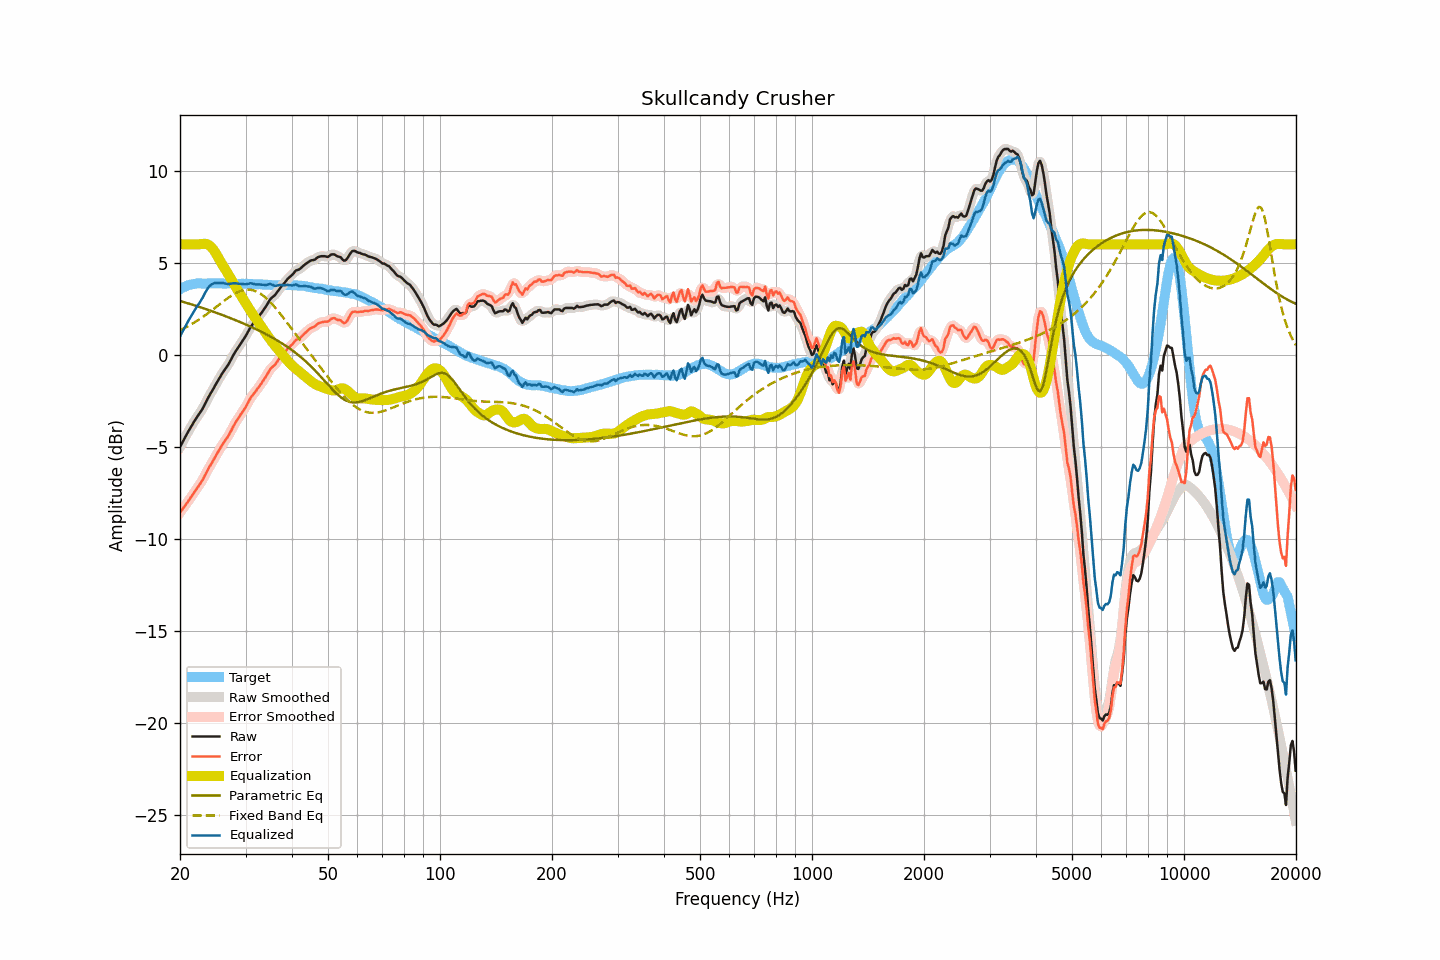 Skullcandy Crusher
Amplitude (dBr)
10
5
0
−5
−10
−15
−20
−25
Target
Raw Smoothed
Error Smoothed
Raw
Error
Equalization
Parametric Eq
Fixed Band Eq
Equalized
20 50 100 200 500 1000 2000 5000 10000 20000
Frequency (Hz)